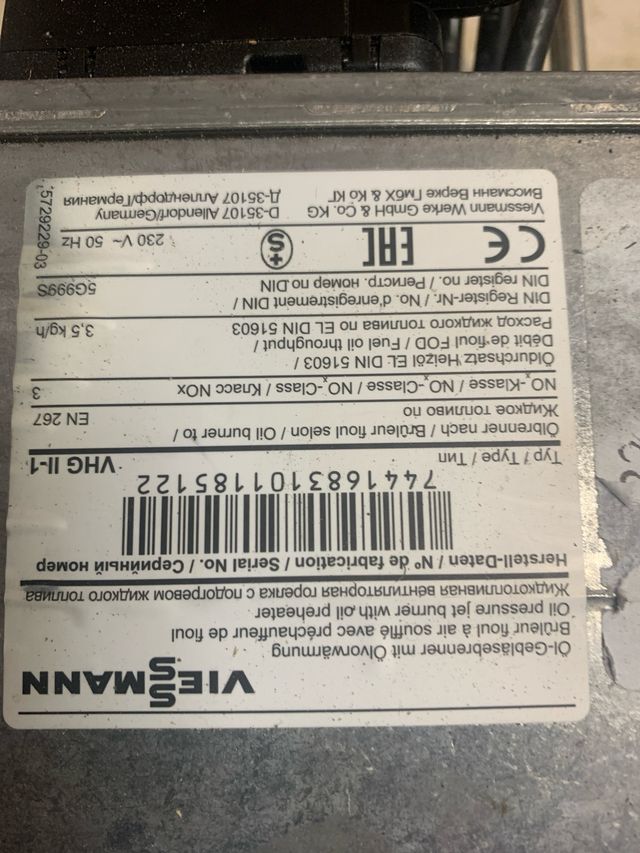 VIESSMANN
Öl-Gebläsebrenner mit Ölvorwärmung
Brûleur fioul à air soufflé avec préchauffeur de fioul
Oil pressure jet burner with oil preheater
Жидкотопливная вентиляторная горелка с подогревом жидкого топлива
Herstell-Daten / N° de fabrication / Serial No. / Серийный номер
7441683101185122
Typ / Type / Тип VHG II-1
Ölbrenner / nach / Brûleur fioul / selon / Oil burner to / EN 267
Жидкое топливо по
NOx-Klasse / NOx-Classe / NOx-Class / Класс NOx 3
Öldurchsatz Heizöl EL DIN 51603 /
Débit de fioul FOD / Fuel oil throughput /
Расход жидкого топлива по EL DIN 51603 3,5 kg/h
DIN Register-Nr. / No. d'enregistrement DIN /
DIN register no. / Регистр. номер по DIN 5G999S
CE EAC +S 230 V~ 50 Hz
Viessmann Werke GmbH & Co. KG D-35107 Allendorf/Germany
Виссманн Верке ГмбХ & Ко КГ Д-35107 Аллендорф/Германия
5729229-03